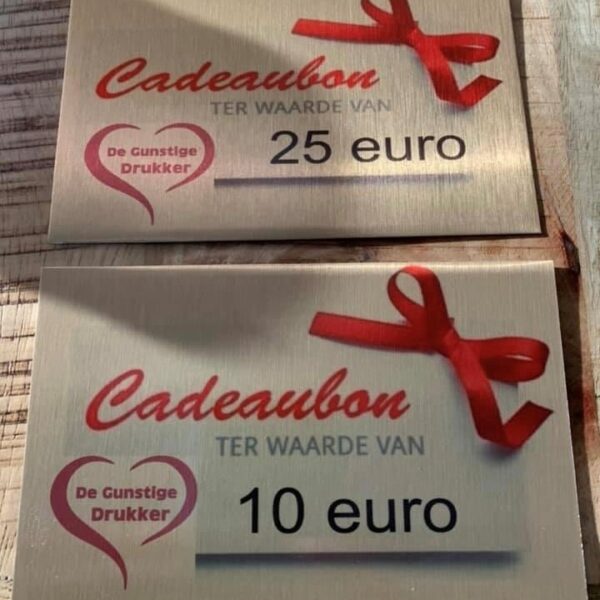 Cadeaubon
TER WAARDE VAN
De Gunstige
Drukker
25 euro
Cadeaubon
TER WAARDE VAN
De Gunstige
Drukker
10 euro